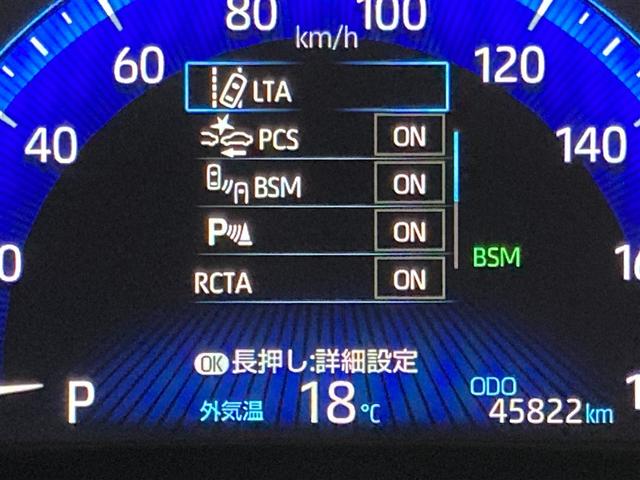 80 100
km/h
60 120
LTA
PCS ON
40 140
BSM ON
P ON
BSM
RCTA ON
OK 長押し:詳細設定
P 外気温 18℃
ODO
45822km